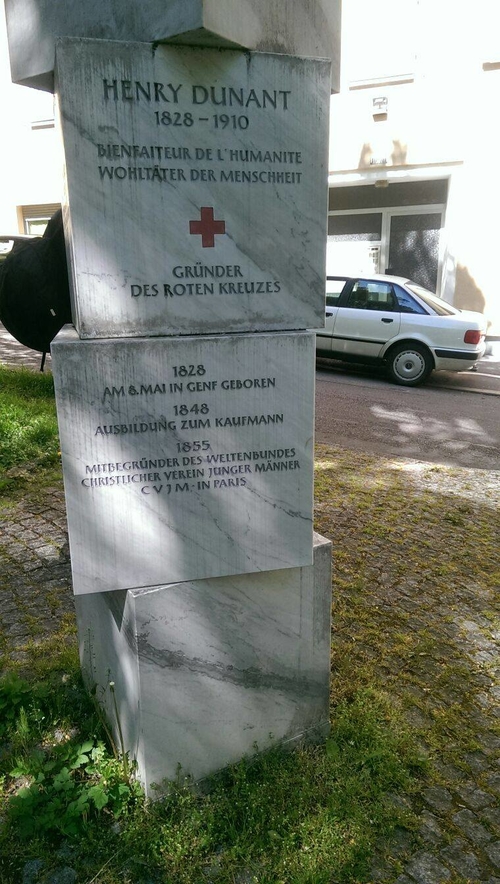 HENRY DUNANT
1828 – 1910
BIENFAITEUR DE L'HUMANITE
WOHLTÄTER DER MENSCHHEIT
GRÜNDER
DES ROTEN KREUZES
1828
AM 8. MAI IN GENF GEBOREN
1848
AUSBILDUNG ZUM KAUFMANN
1855
MITBEGRÜNDER DES WELTENBUNDES
CHRISTLICHER VEREIN JUNGER MÄNNER
C V J M - IN PARIS